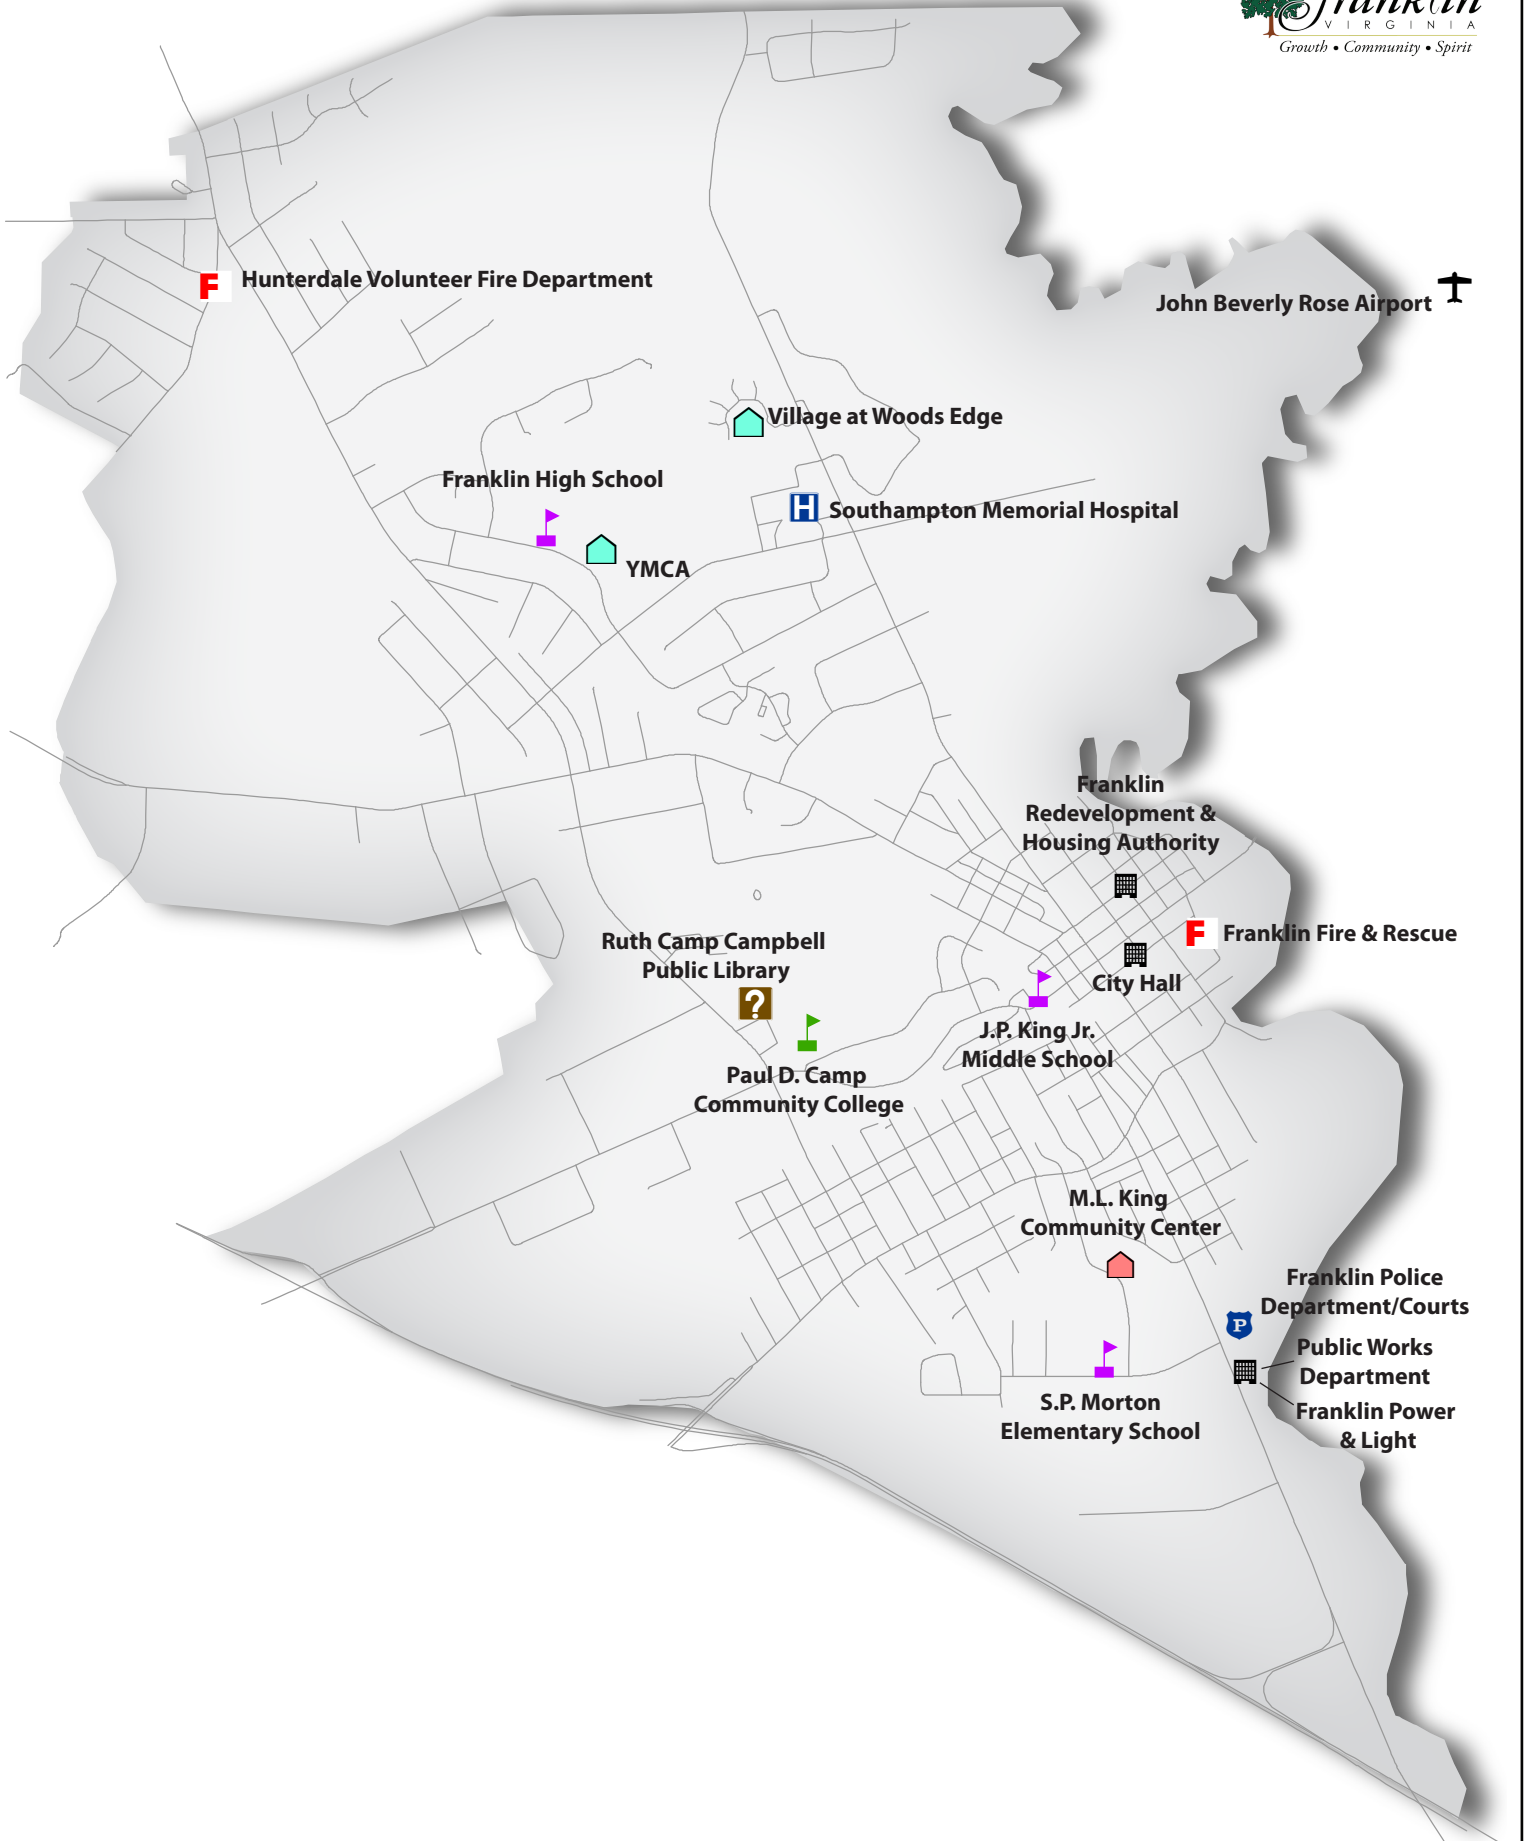 Franklin
VIRGINIA
Growth • Community • Spirit
Hunterdale Volunteer Fire Department
F
John Beverly Rose Airport
Village at Woods Edge
Franklin High School
H
Southampton Memorial Hospital
YMCA
Franklin
Redevelopment &
Housing Authority
F
Franklin Fire & Rescue
Ruth Camp Campbell
Public Library
?
City Hall
J.P. King Jr.
Middle School
Paul D. Camp
Community College
M.L. King
Community Center
Franklin Police
Department/Courts
P
Public Works
Department
S.P. Morton
Elementary School
Franklin Power
& Light